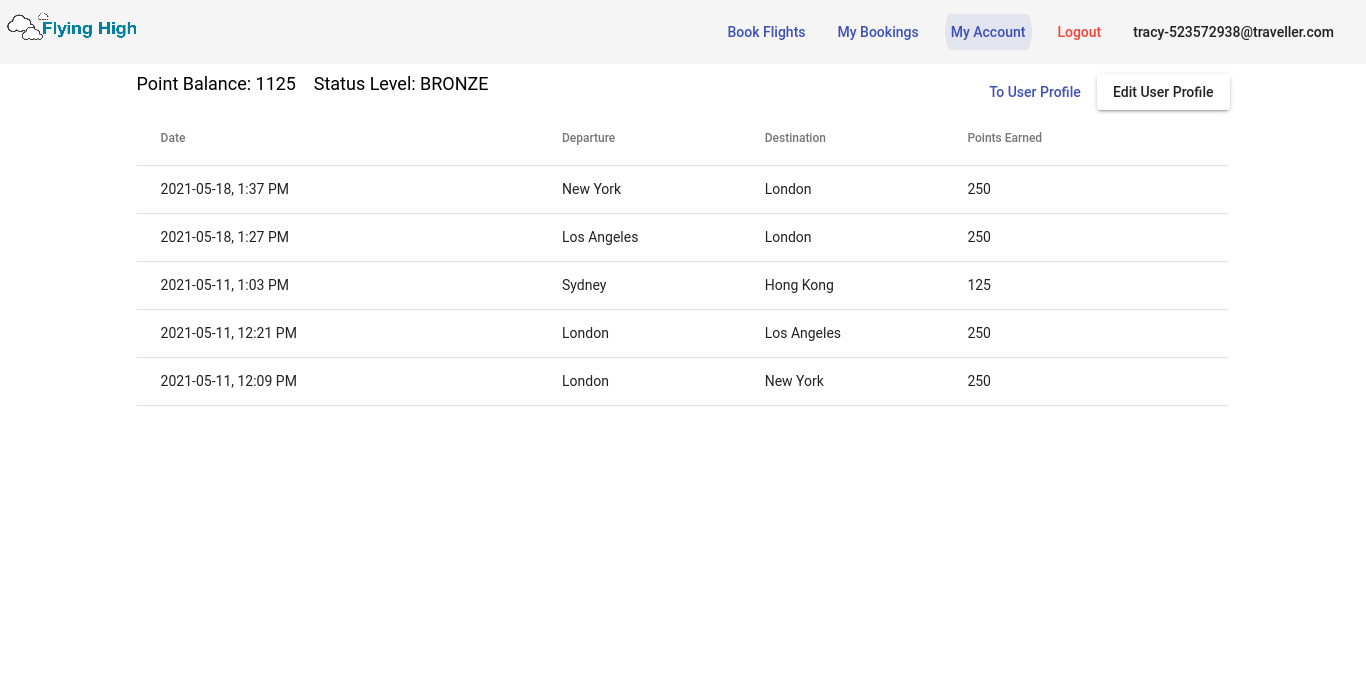 Flying High
Book Flights My Bookings My Account Logout tracy-523572938@traveller.com
Point Balance: 1125 Status Level: BRONZE
To User Profile Edit User Profile
Date Departure Destination Points Earned
2021-05-18, 1:37 PM New York London 250
2021-05-18, 1:27 PM Los Angeles London 250
2021-05-11, 1:03 PM Sydney Hong Kong 125
2021-05-11, 12:21 PM London Los Angeles 250
2021-05-11, 12:09 PM London New York 250